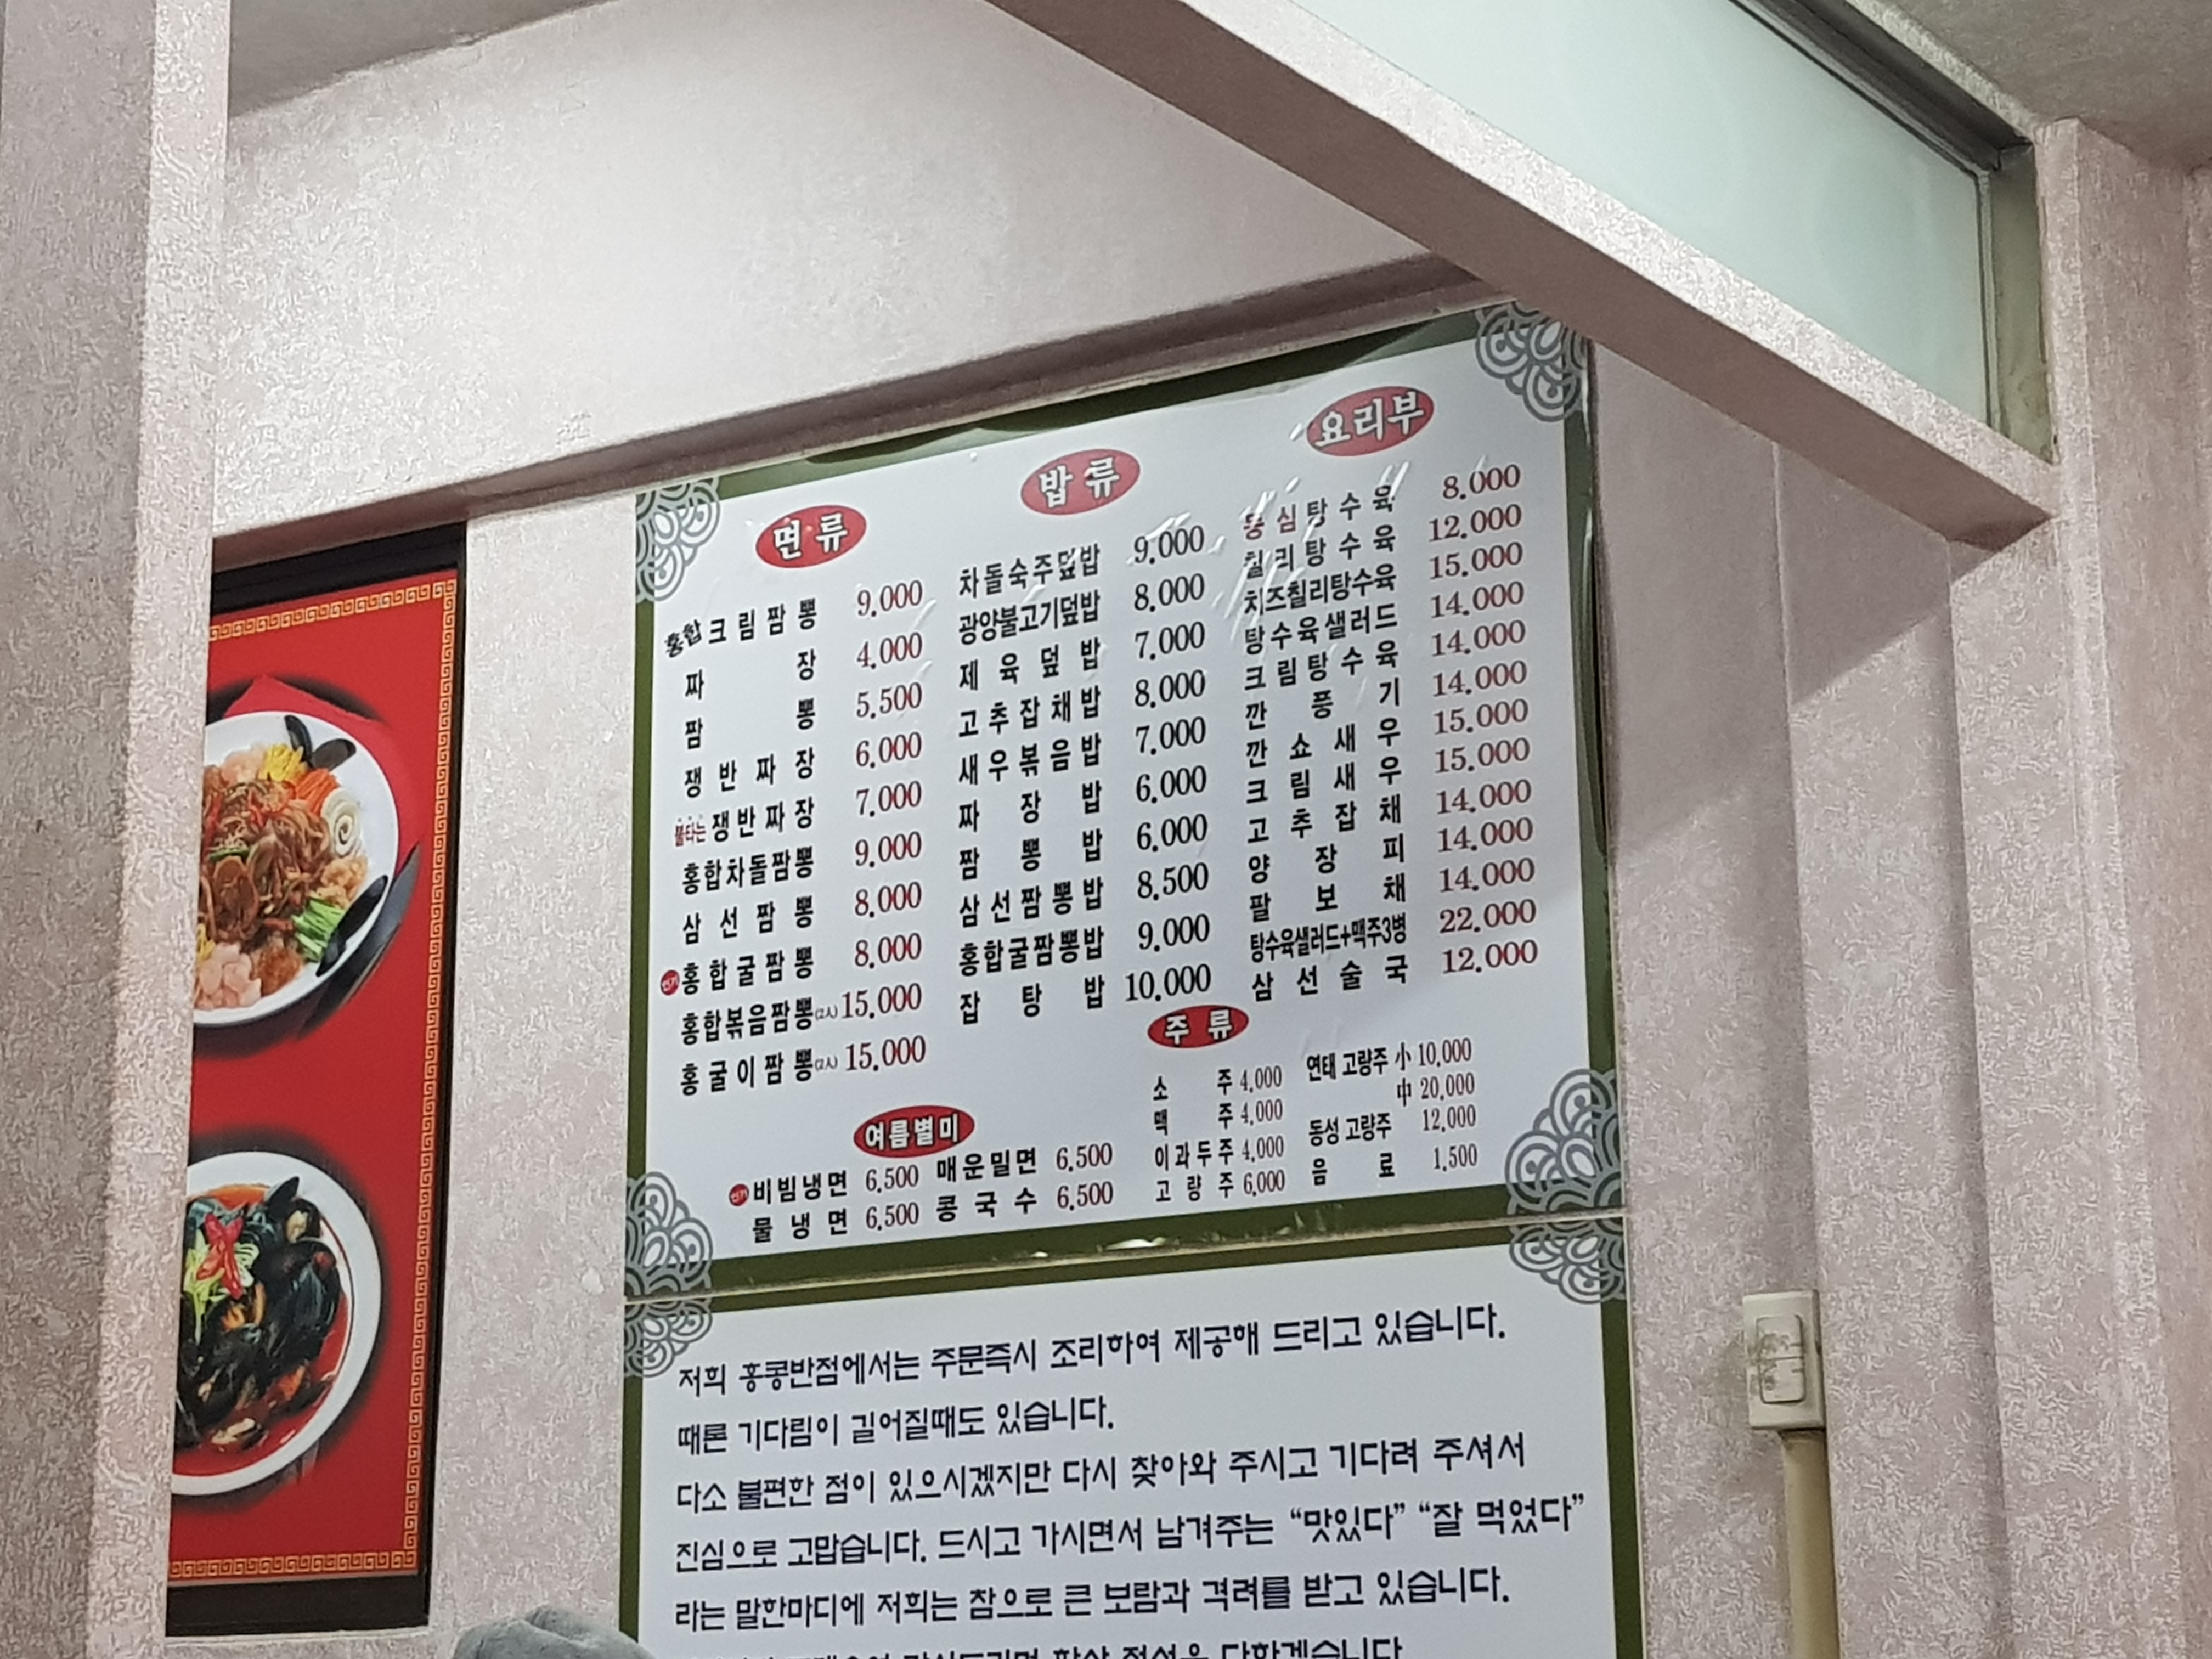 면류
홍합크림짬뽕 9.000
짜장 4.000
짬뽕 5.500
쟁반짜장 6.000
불타는 쟁반짜장 7.000
홍합차돌짬뽕 9.000
삼선짬뽕 8.000
인기 홍합굴짬뽕 8.000
홍합볶음짬뽕(2人) 15.000
홍굴이짬뽕(2人) 15.000
밥류
차돌숙주덮밥 9.000
광양불고기덮밥 8.000
제육덮밥 7.000
고추잡채밥 8.000
새우볶음밥 7.000
짜장밥 6.000
짬뽕밥 6.000
삼선짬뽕밥 8.500
홍합굴짬뽕밥 9.000
잡탕밥 10.000
요리부
등심탕수육 8.000
칠리탕수육 12.000
치즈칠리탕수육 15.000
탕수육샐러드 14.000
크림탕수육 14.000
깐풍기 14.000
깐쇼새우 15.000
크림새우 15.000
고추잡채 14.000
양장피 14.000
팔보채 14.000
탕수육샐러드+맥주3병 22.000
삼선술국 12.000
여름별미
인기 비빔냉면 6.500 매운밀면 6.500
물냉면 6.500 콩국수 6.500
주류
소주 4,000
맥주 4,000
이과두주 4,000
고량주 6,000
연태 고량주 小 10,000
中 20,000
동성 고량주 12,000
음료 1,500
저희 홍콩반점에서는 주문즉시 조리하여 제공해 드리고 있습니다.
때론 기다림이 길어질때도 있습니다.
다소 불편한 점이 있으시겠지만 다시 찾아와 주시고 기다려 주셔서
진심으로 고맙습니다. 드시고 가시면서 남겨주는 “맛있다” “잘 먹었다”
라는 말한마디에 저희는 참으로 큰 보람과 격려를 받고 있습니다.
항상 정성을 다하겠습니다